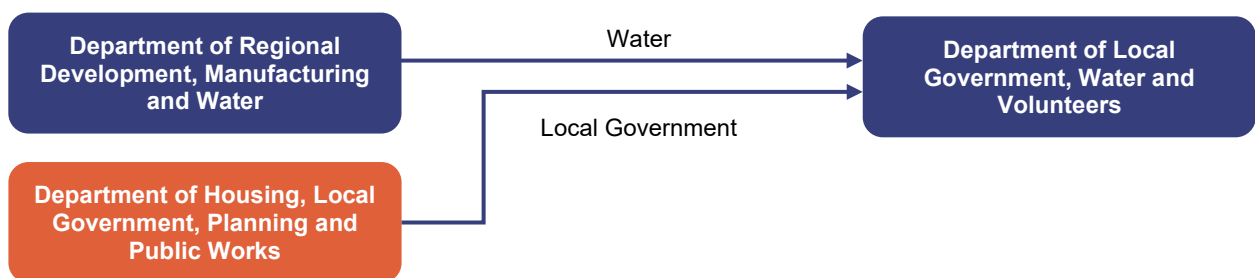 Department of Regional
Development, Manufacturing
and Water
Water
Department of Local
Government, Water and
Volunteers
Local Government
Department of Housing, Local
Government, Planning and
Public Works